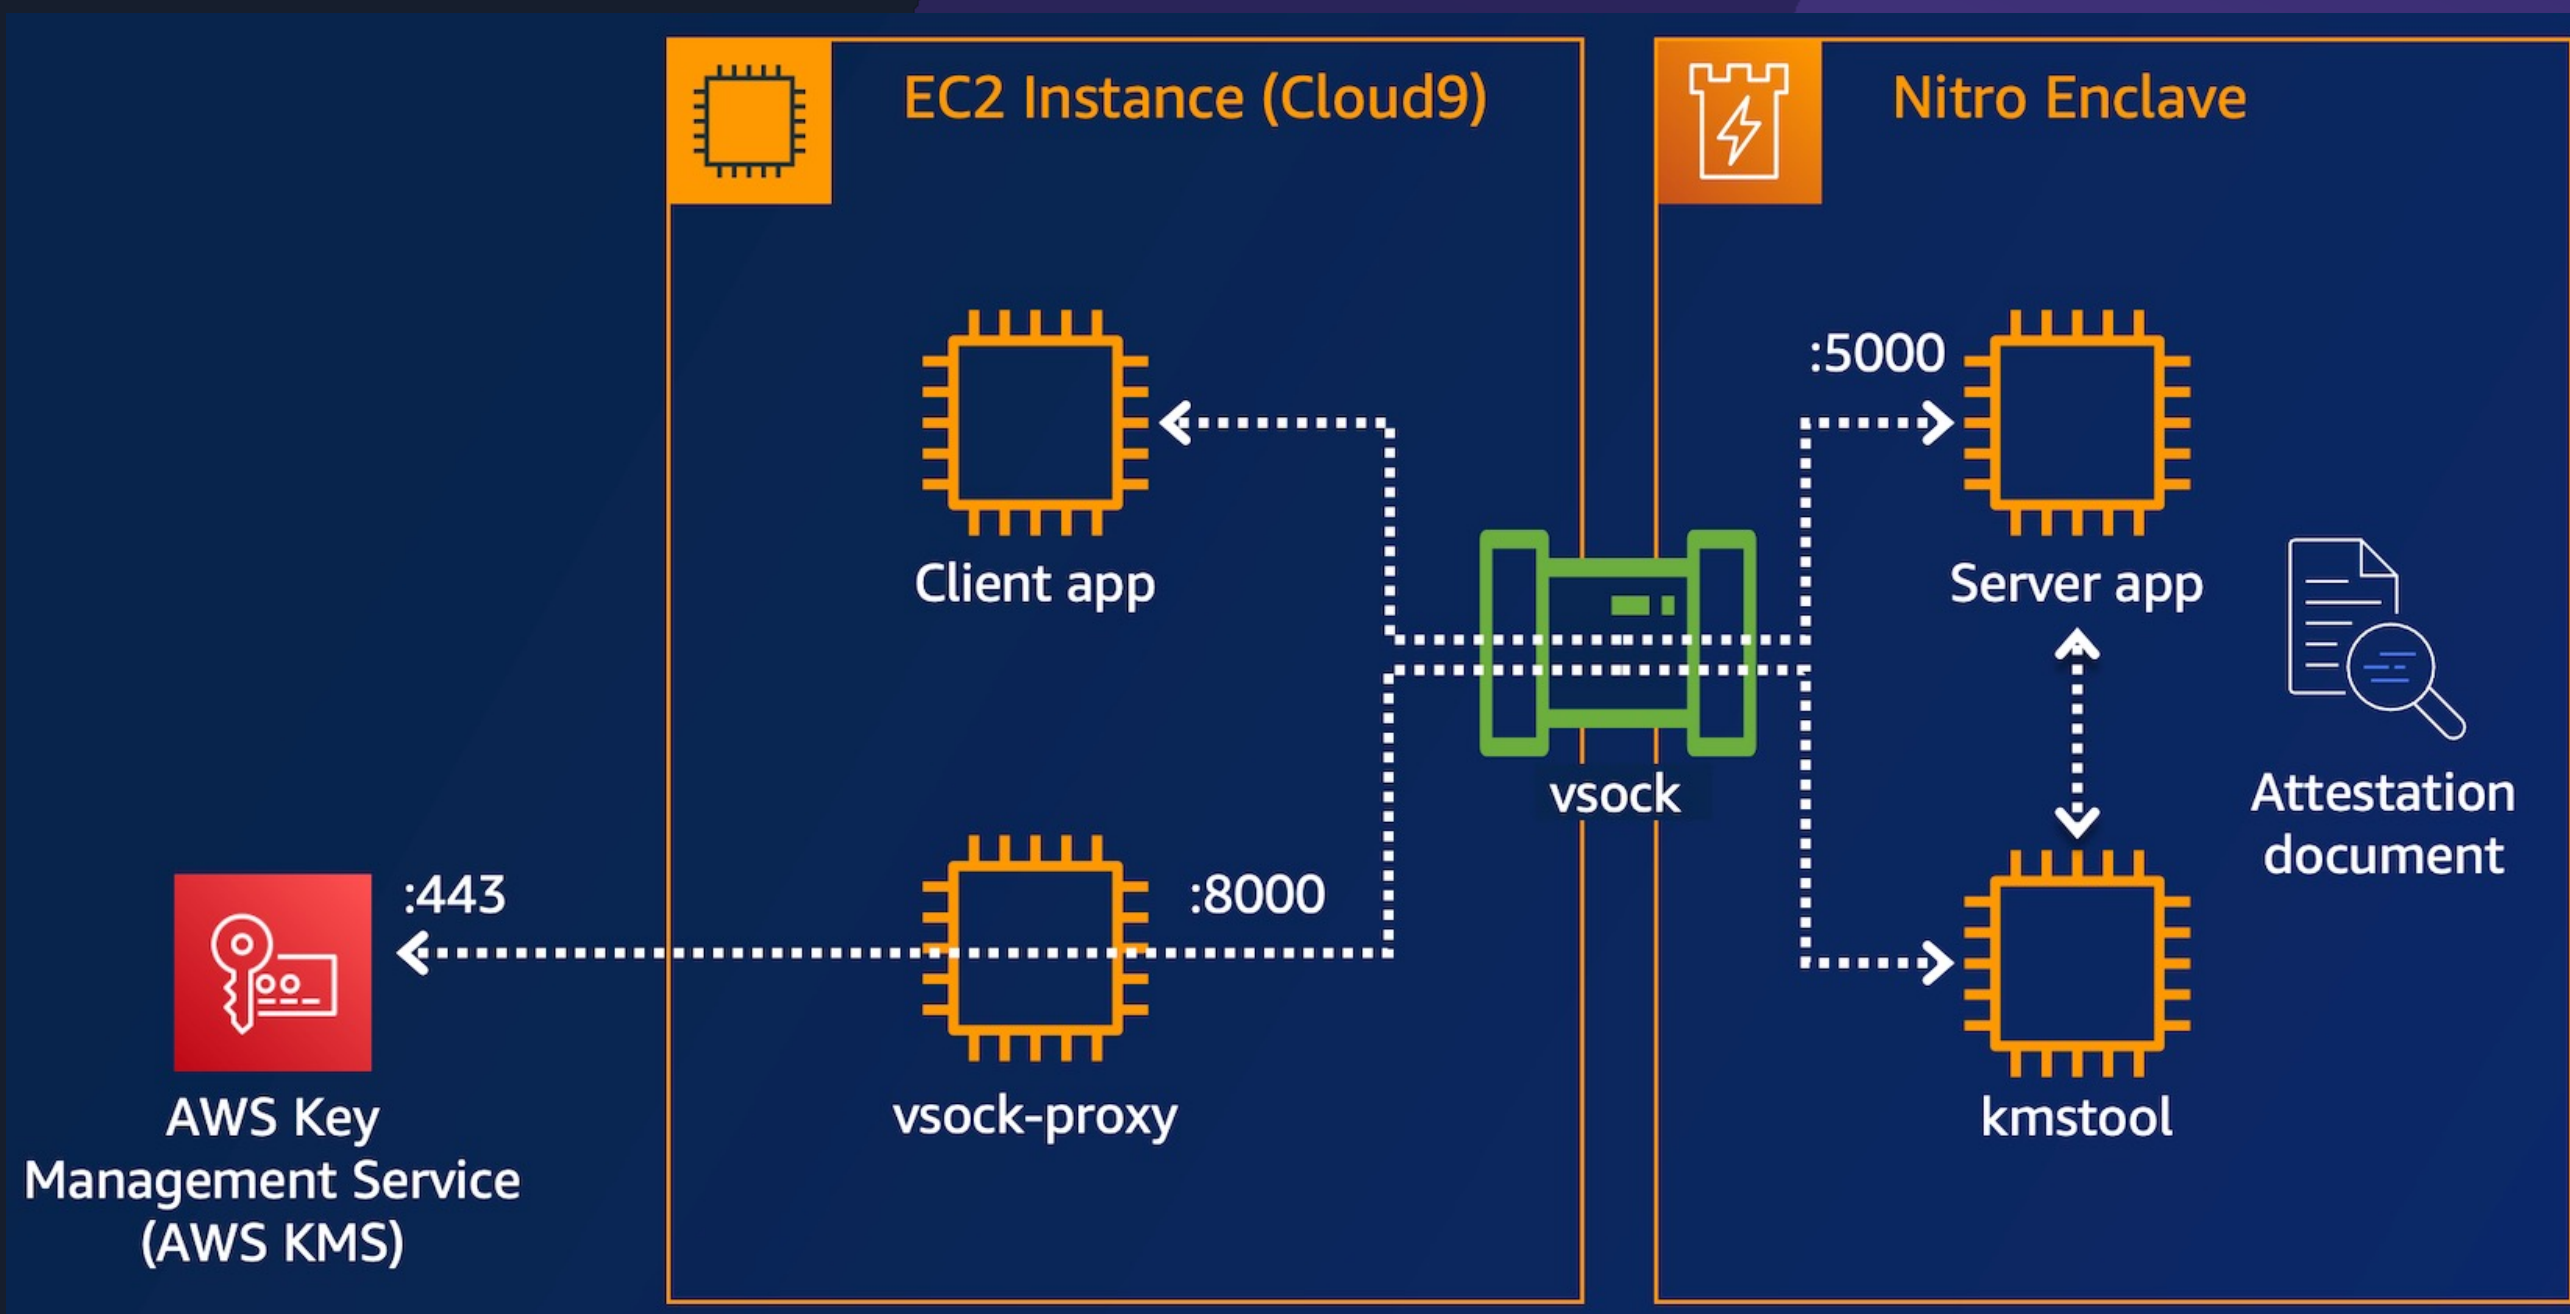 EC2 Instance (Cloud9)
Nitro Enclave
:5000
Client app
Server app
vsock
Attestation
document
:443
:8000
vsock-proxy
kmstool
AWS Key
Management Service
(AWS KMS)